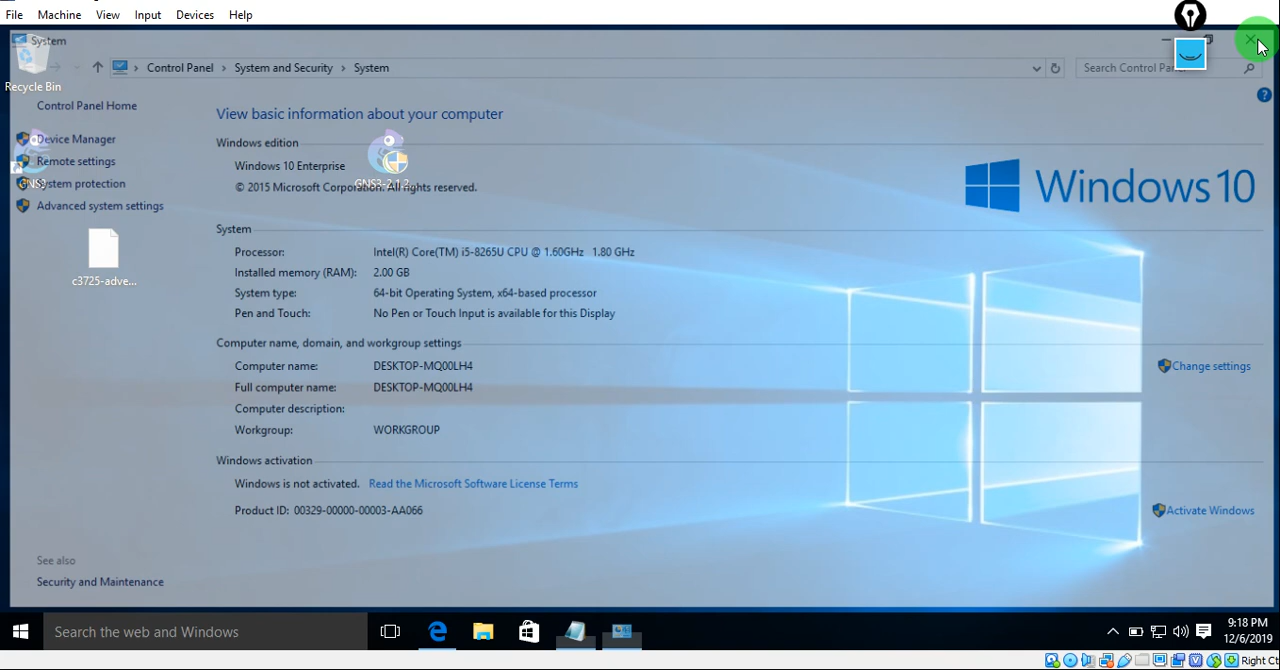 File Machine View Input Devices Help
System
Control Panel > System and Security > System
Search Control Pa
Recycle Bin
Control Panel Home
Device Manager
Remote settings
System protection
Advanced system settings
GNS3
GNS3-2.1.2
c3725-adve...
View basic information about your computer
Windows edition
Windows 10 Enterprise
© 2015 Microsoft Corporation. All rights reserved.
Windows 10
System
Processor: Intel(R) Core(TM) i5-8265U CPU @ 1.60GHz 1.80 GHz
Installed memory (RAM): 2.00 GB
System type: 64-bit Operating System, x64-based processor
Pen and Touch: No Pen or Touch Input is available for this Display
Computer name, domain, and workgroup settings
Computer name: DESKTOP-MQ00LH4
Change settings
Full computer name: DESKTOP-MQ00LH4
Computer description:
Workgroup: WORKGROUP
Windows activation
Windows is not activated. Read the Microsoft Software License Terms
Product ID: 00329-00000-00003-AA066
Activate Windows
See also
Security and Maintenance
Search the web and Windows
9:18 PM
12/6/2019
Right Ct